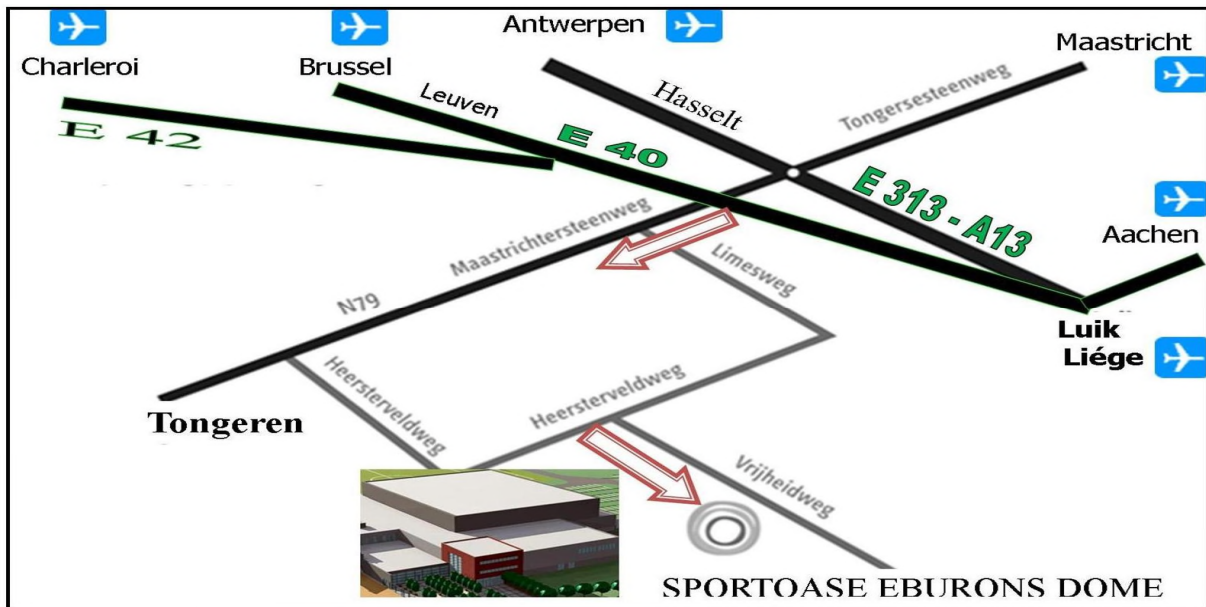 Antwerpen
Charleroi
Brussel
Maastricht
Leuven
Hasselt
Tongersesteenweg
E 42
E 40
E 313 - A13
Aachen
Maastrichtersteenweg
Limesweg
N79
Luik
Liége
Heersterveldweg
Heersterveldweg
Tongeren
Vrijheidweg
SPORTOASE EBURONS DOME